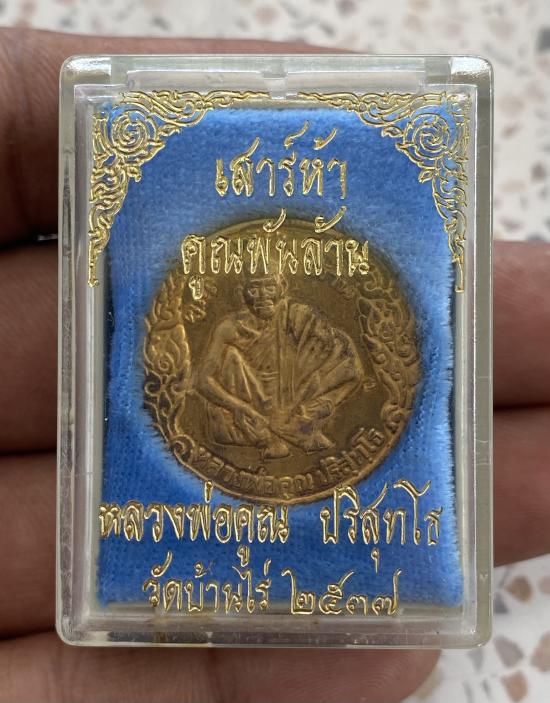 เสาร์ห้า
คูณพันล้าน
หลวงพ่อคูณ ปริสุทโธ
หลวงพ่อคูณ ปริสุทโธ
วัดบ้านไร่ ๒๕๓๗